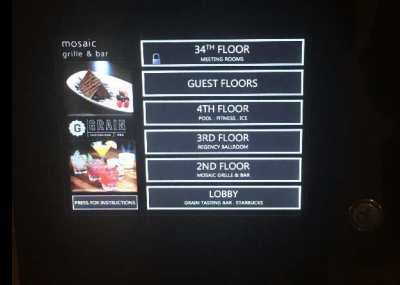 mosaic
grille & bar
G GRAIN
PRESS FOR INSTRUCTIONS
34TH FLOOR
MEETING ROOMS
GUEST FLOORS
4TH FLOOR
POOL . FITNESS . ICE
3RD FLOOR
REGENCY BALLROOM
2ND FLOOR
MOSAIC GRILLE & BAR
LOBBY
GRAIN TASTING BAR . STARBUCKS